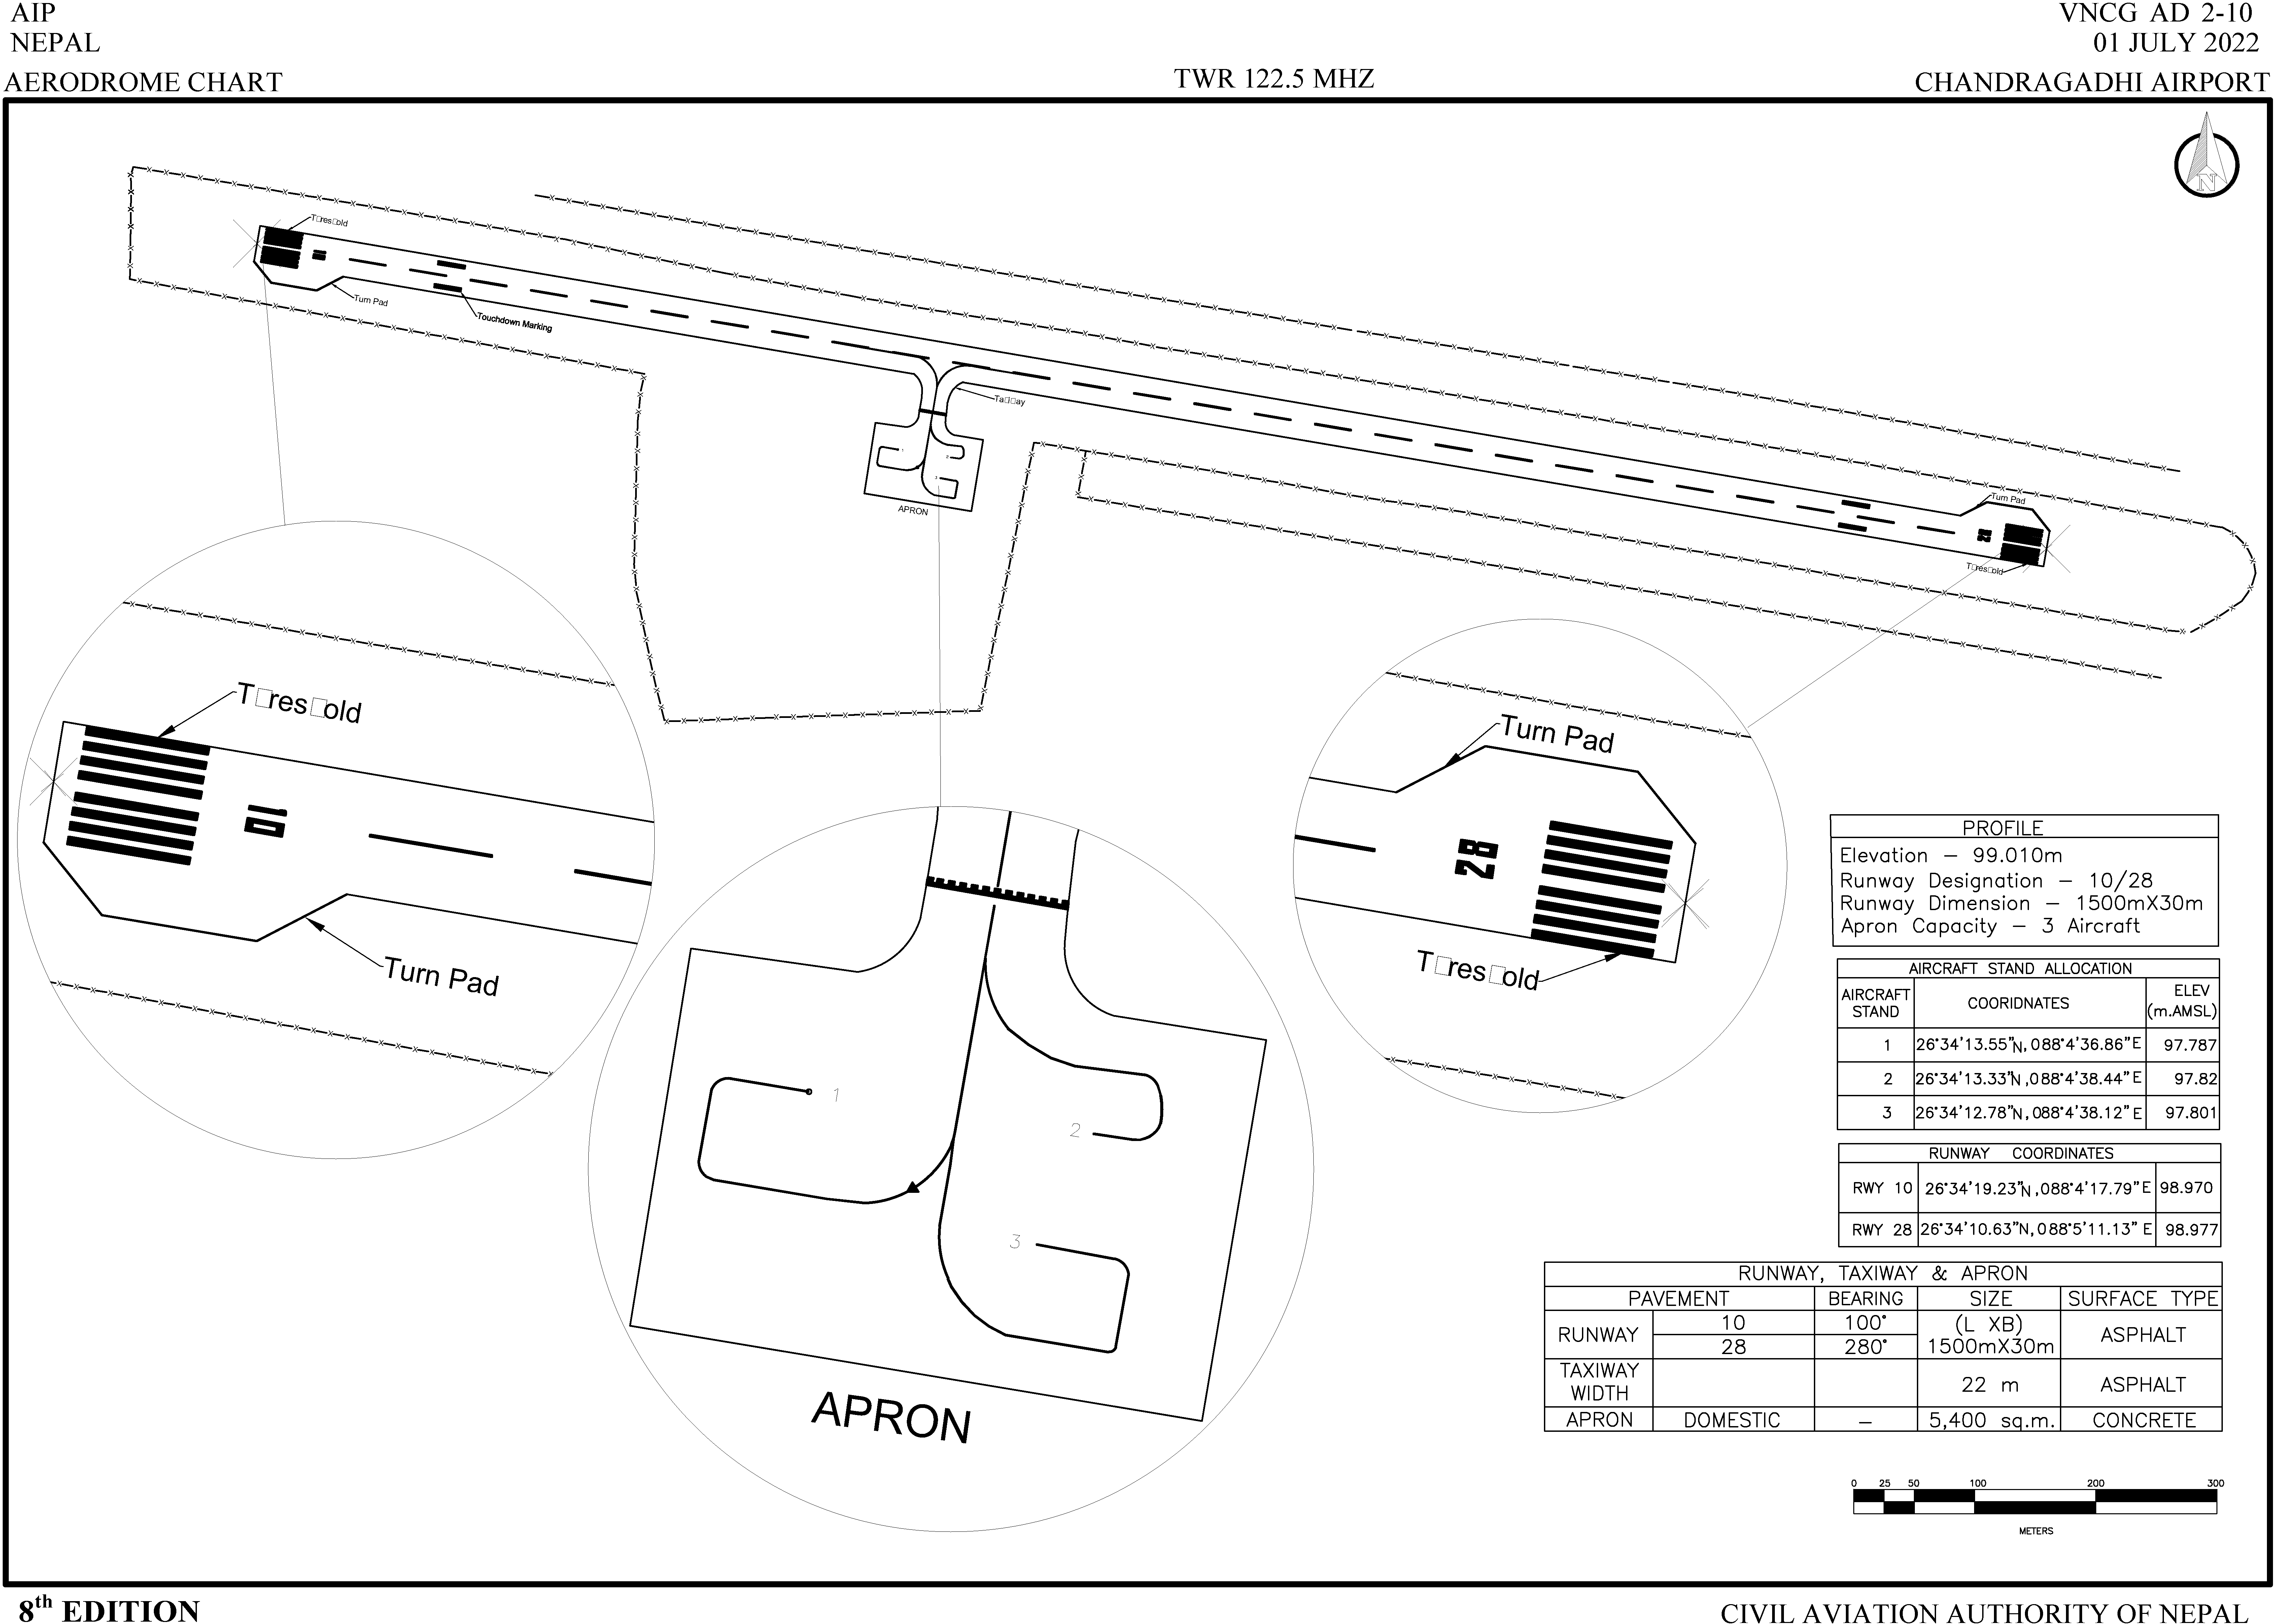 AIP
NEPAL
AERODROME CHART
TWR 122.5 MHZ
VNCG AD 2-10
01 JULY 2022
CHANDRAGADHI AIRPORT
N
T□res□old
Turn Pad
Touchdown Marking
Ta□□ay
1
2
3
APRON
Turn Pad
28
T□res□old
T□res□old
10
Turn Pad
Turn Pad
28
T□res□old
1
2
3
APRON
PROFILE
Elevation – 99.010m
Runway Designation – 10/28
Runway Dimension – 1500mX30m
Apron Capacity – 3 Aircraft
AIRCRAFT STAND ALLOCATION
AIRCRAFT STAND COORIDNATES ELEV (m.AMSL)
1 26°34'13.55"N, 088°4'36.86"E 97.787
2 26°34'13.33"N, 088°4'38.44"E 97.82
3 26°34'12.78"N, 088°4'38.12"E 97.801
RUNWAY COORDINATES
RWY 10 26°34'19.23"N, 088°4'17.79"E 98.970
RWY 28 26°34'10.63"N, 088°5'11.13"E 98.977
RUNWAY, TAXIWAY & APRON
PAVEMENT BEARING SIZE SURFACE TYPE
RUNWAY 10 100° (L XB) 1500mX30m ASPHALT
28 280°
TAXIWAY WIDTH 22 m ASPHALT
APRON DOMESTIC – 5,400 sq.m. CONCRETE
0 25 50 100 200 300
METERS
8th EDITION
CIVIL AVIATION AUTHORITY OF NEPAL